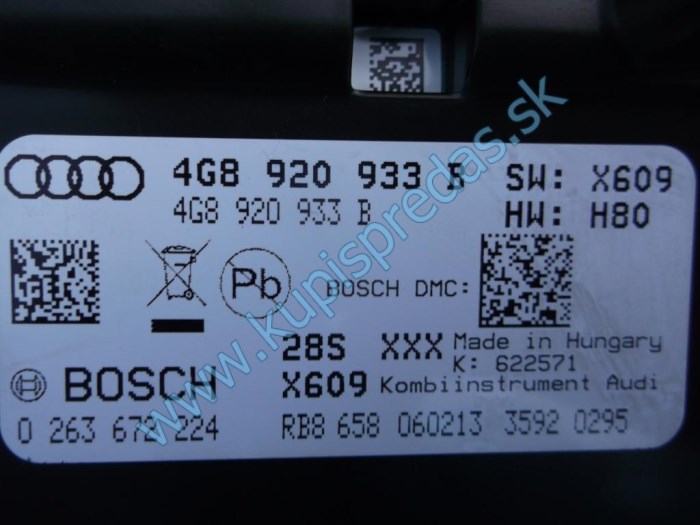 4G8 920 933 B SW: X609
4G8 920 933 B HW: H80
Pb BOSCH DMC:
28S XXX Made in Hungary
K: 622571
BOSCH X609 Kombiinstrument Audi
0 263 672 224 RB8 658 060213 3592 0295
www.kupispredas.sk